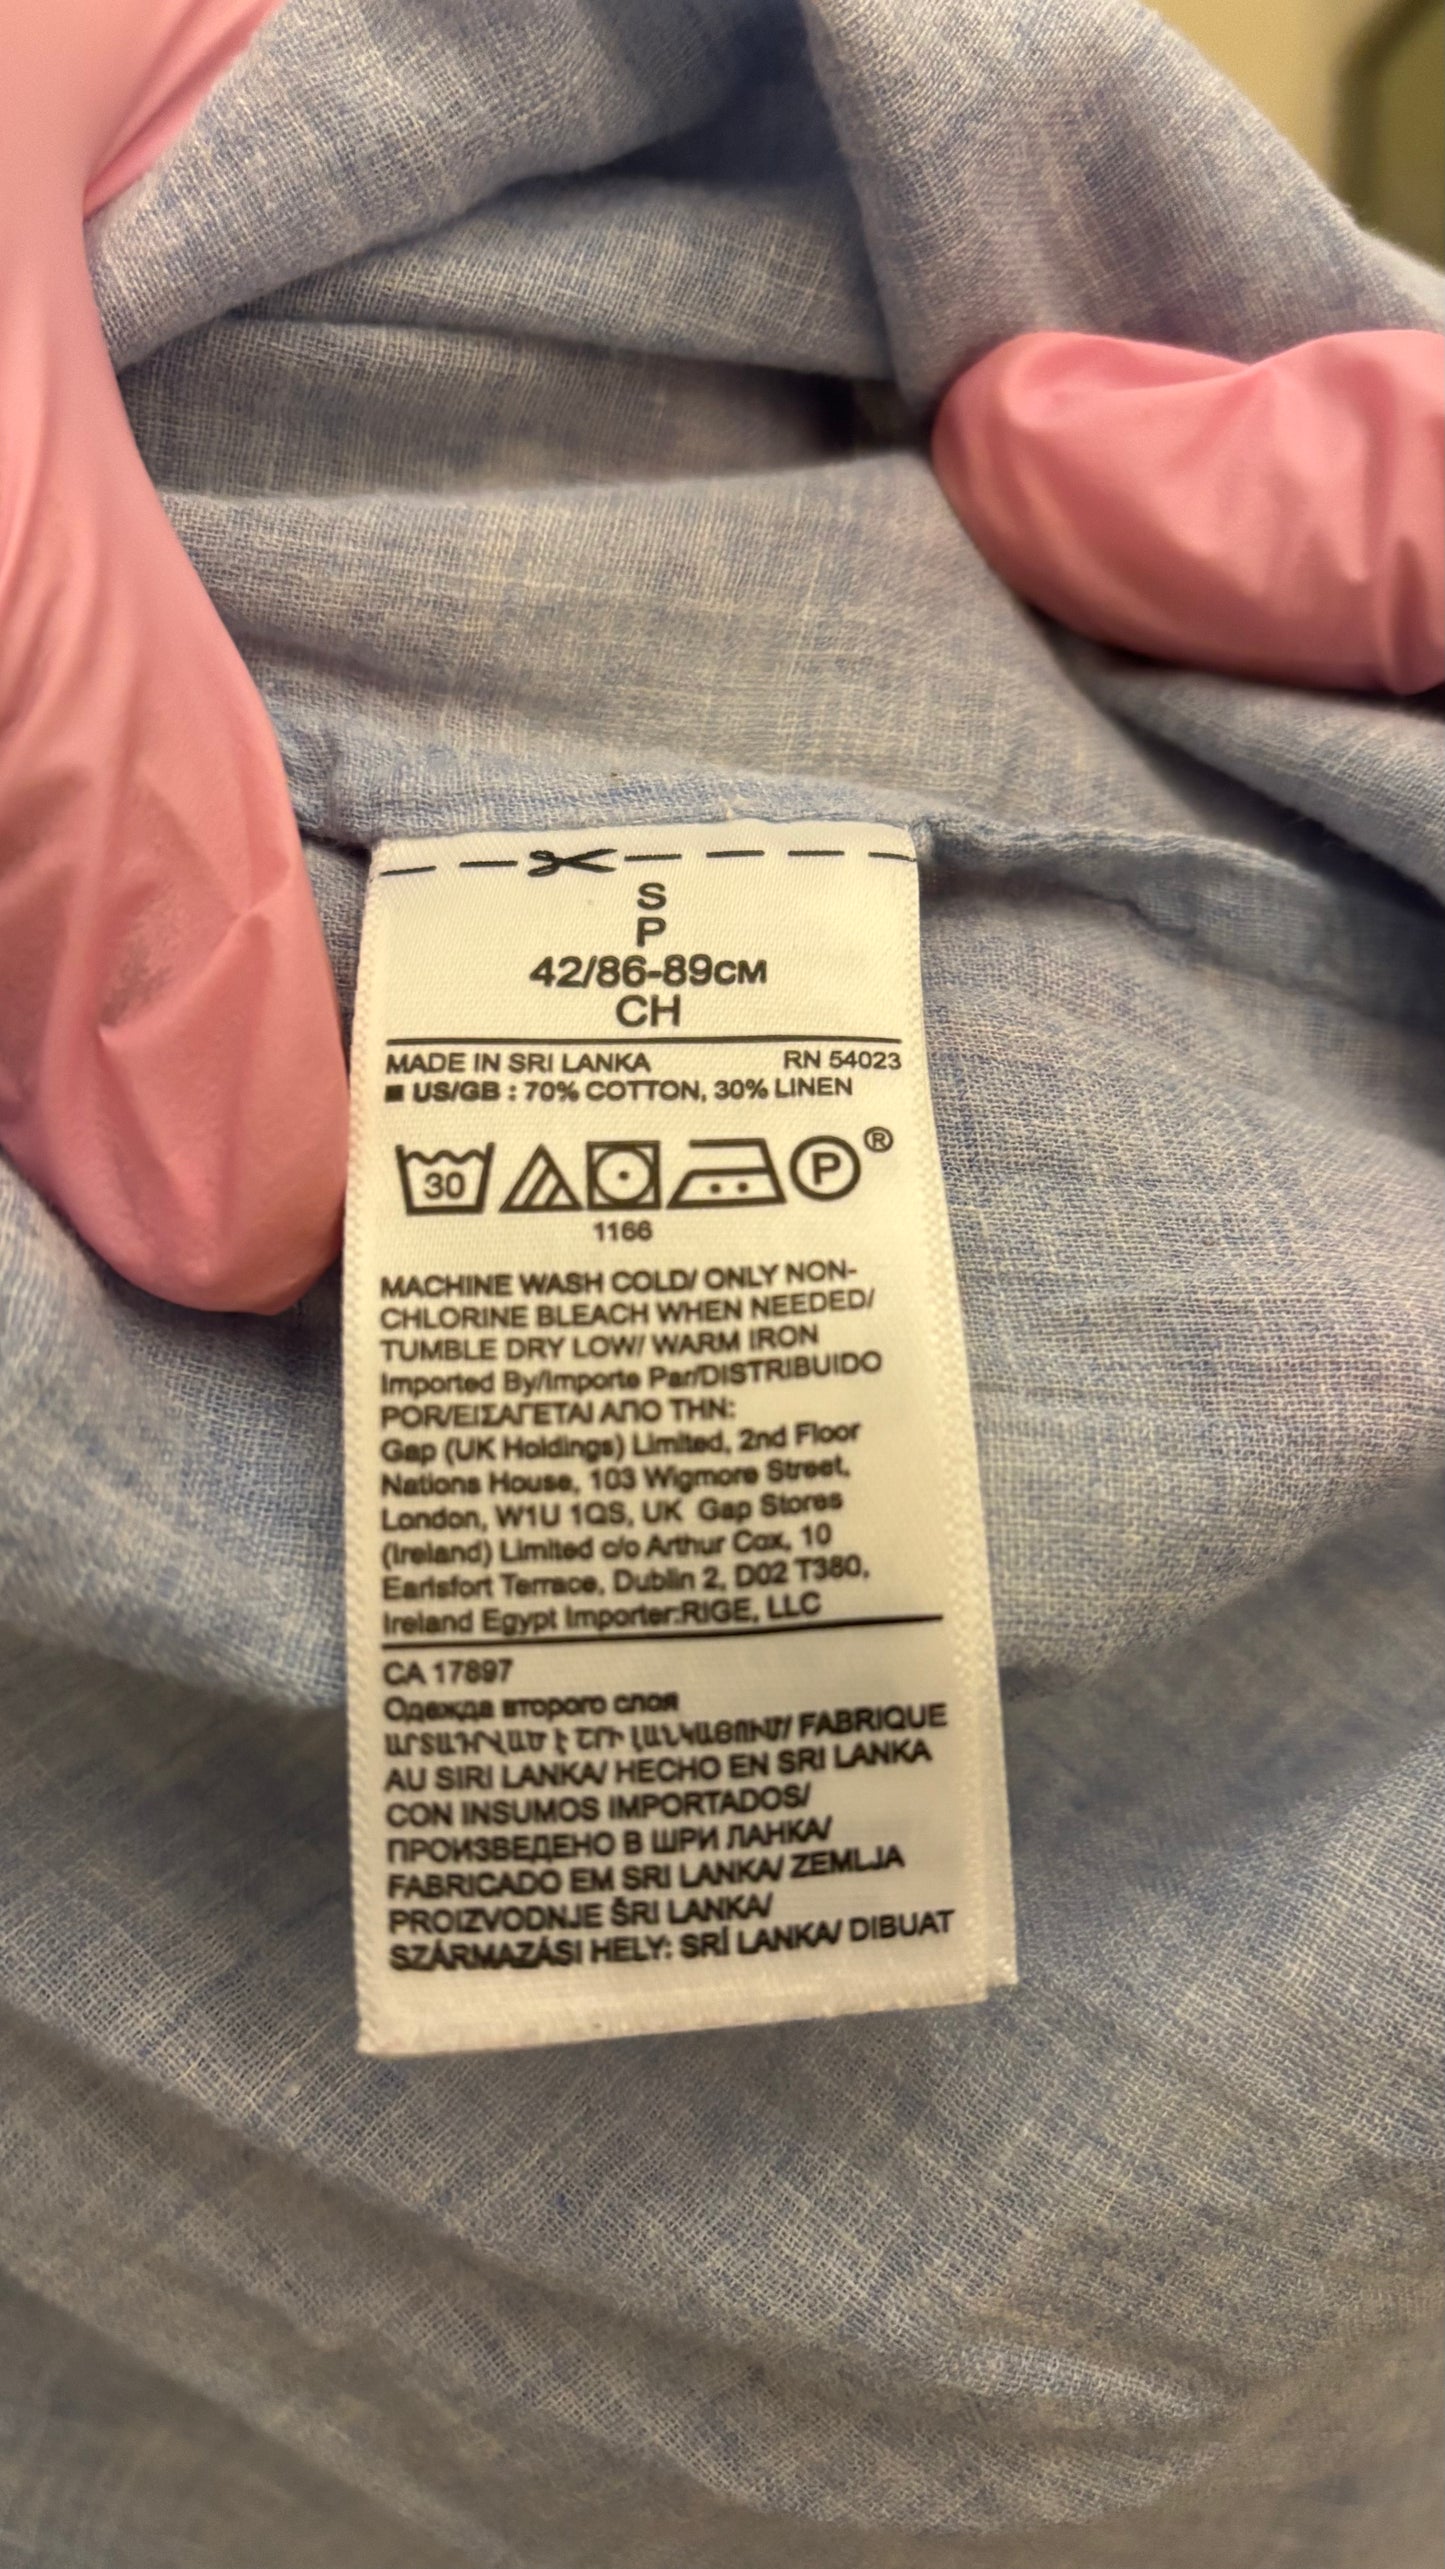 S
P
42/86-89CM
CH
MADE IN SRI LANKA RN 54023
■ US/GB : 70% COTTON, 30% LINEN
30 P ®
1166
MACHINE WASH COLD/ ONLY NON-
CHLORINE BLEACH WHEN NEEDED/
TUMBLE DRY LOW/ WARM IRON
Imported By/Importe Par/DISTRIBUIDO
POR/ΕΙΣΑΓΕΤΑΙ ΑΠΟ ΤΗΝ:
Gap (UK Holdings) Limited, 2nd Floor
Nations House, 103 Wigmore Street,
London, W1U 1QS, UK Gap Stores
(Ireland) Limited c/o Arthur Cox, 10
Earlsfort Terrace, Dublin 2, D02 T380,
Ireland Egypt Importer:RIGE, LLC
CA 17897
Одежда второго слоя
ԱՐՏԱԴՐՎԱԾ Է ՇՐԻ ԼԱՆԿԱՅՈՒՄ/ FABRIQUE
AU SIRI LANKA/ HECHO EN SRI LANKA
CON INSUMOS IMPORTADOS/
ПРОИЗВЕДЕНО В ШРИ ЛАНКА/
FABRICADO EM SRI LANKA/ ZEMLJA
PROIZVODNJE ŠRI LANKA/
SZÁRMAZÁSI HELY: SRÍ LANKA/ DIBUAT